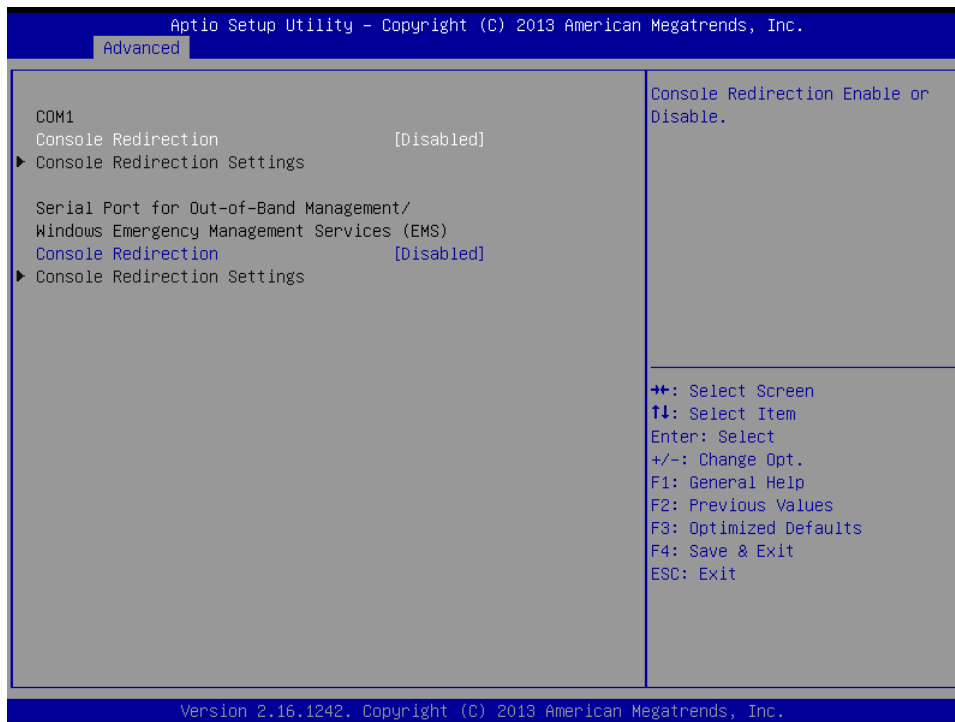 Aptio Setup Utility – Copyright (C) 2013 American Megatrends, Inc.
Advanced
COM1
Console Redirection [Disabled]
▶ Console Redirection Settings
Serial Port for Out-of-Band Management/
Windows Emergency Management Services (EMS)
Console Redirection [Disabled]
▶ Console Redirection Settings
Console Redirection Enable or
Disable.
→←: Select Screen
↑↓: Select Item
Enter: Select
+/-: Change Opt.
F1: General Help
F2: Previous Values
F3: Optimized Defaults
F4: Save & Exit
ESC: Exit
Version 2.16.1242. Copyright (C) 2013 American Megatrends, Inc.